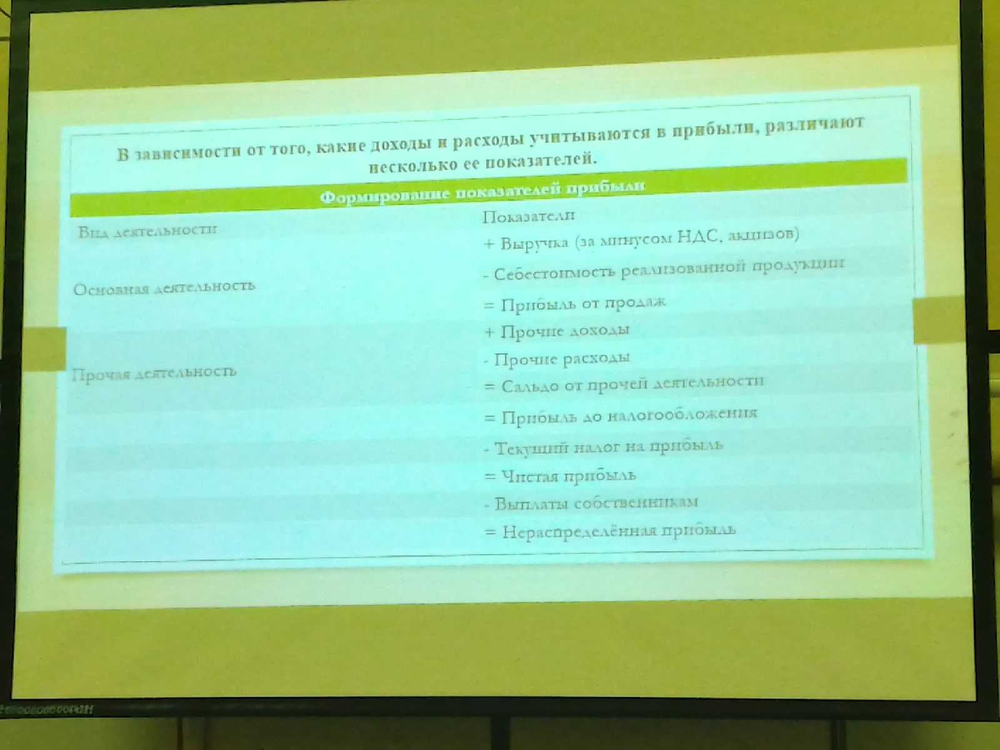 В зависимости от того, какие доходы и расходы учитываются в прибыли, различают
несколько ее показателей.
Формирование показателей прибыли
Вид деятельности
Показатели
+ Выручка (за минусом НДС, акцизов)
Основная деятельность
- Себестоимость реализованной продукции
= Прибыль от продаж
+ Прочие доходы
Прочая деятельность
- Прочие расходы
= Сальдо от прочей деятельности
= Прибыль до налогообложения
- Текущий налог на прибыль
= Чистая прибыль
- Выплаты собственникам
= Нераспределённая прибыль